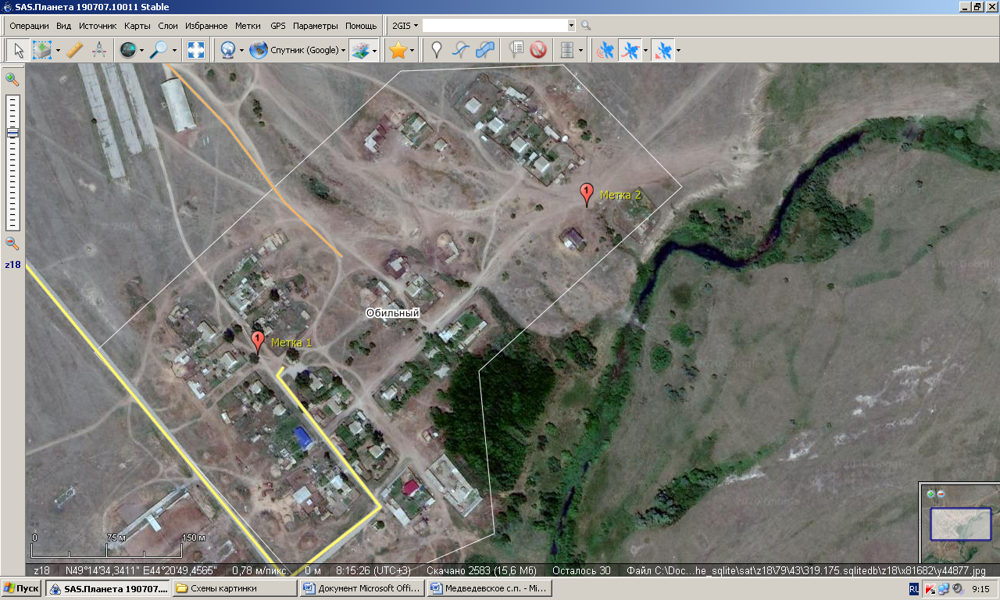 SAS.Планета 190707.10011 Stable
Операции Вид Источник Карты Слои Избранное Метки GPS Параметры Помощь 2GIS
Спутник (Google)
z18
1 Метка 2
Обильный
1 Метка 1
0 75 м 150 м
z18 N49°14'34,3411" E44°20'49,4565" 0,78 м/пикс. 0 м 8:15:26 (UTC+3) Скачано 2583 (15,6 Мб) Осталось 30 Файл C:\Doc...he_sqlite\sat\z18\79\43\319.175.sqlitedb\z18\x81682\y44877.jpg
Пуск SAS.Планета 190707.... Схемы картинки Документ Microsoft Offi... Медведевское с.п. - Mi... RL 9:15